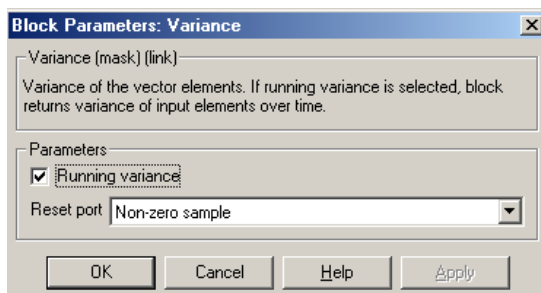 Block Parameters: Variance
Variance (mask) (link)
Variance of the vector elements. If running variance is selected, block
returns variance of input elements over time.
Parameters
Running variance
Reset port Non-zero sample
OK Cancel Help Apply